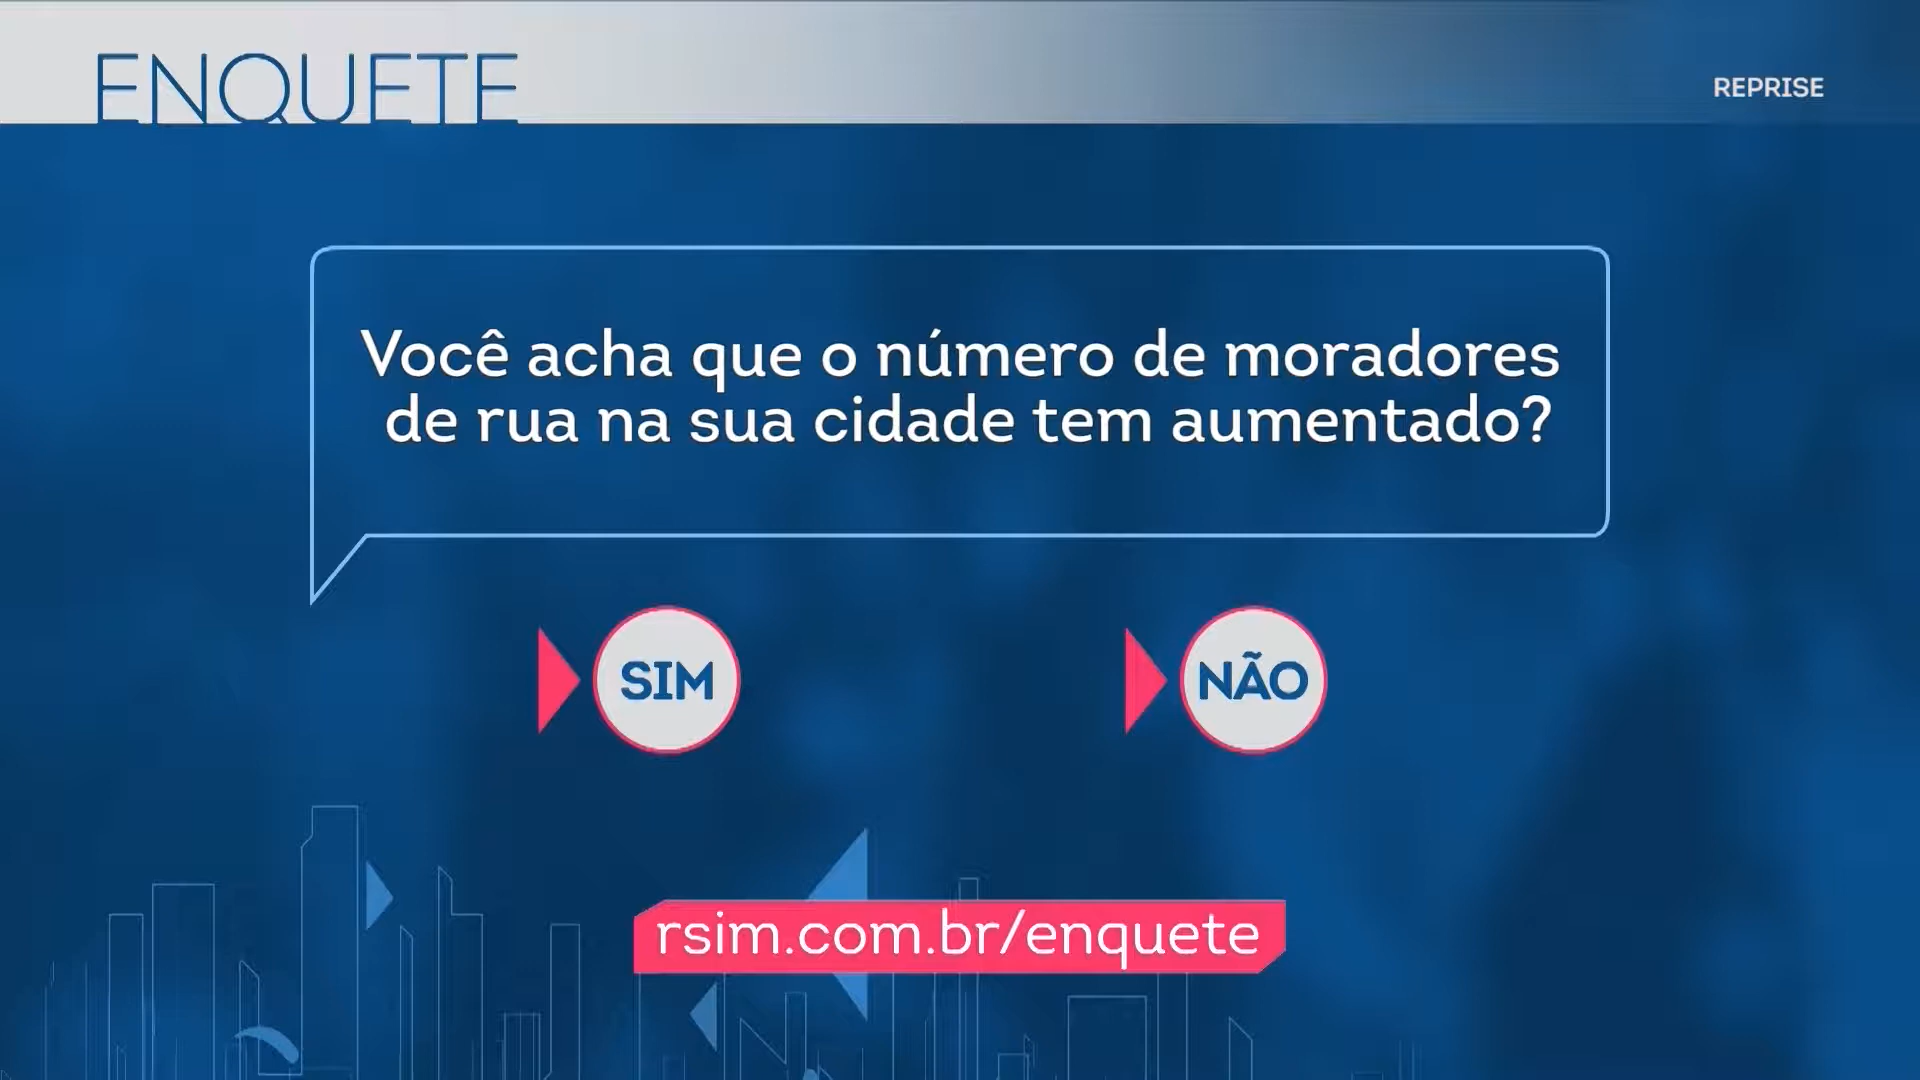 ENQUETE
REPRISE
Você acha que o número de moradores
de rua na sua cidade tem aumentado?
SIM
NÃO
rsim.com.br/enquete